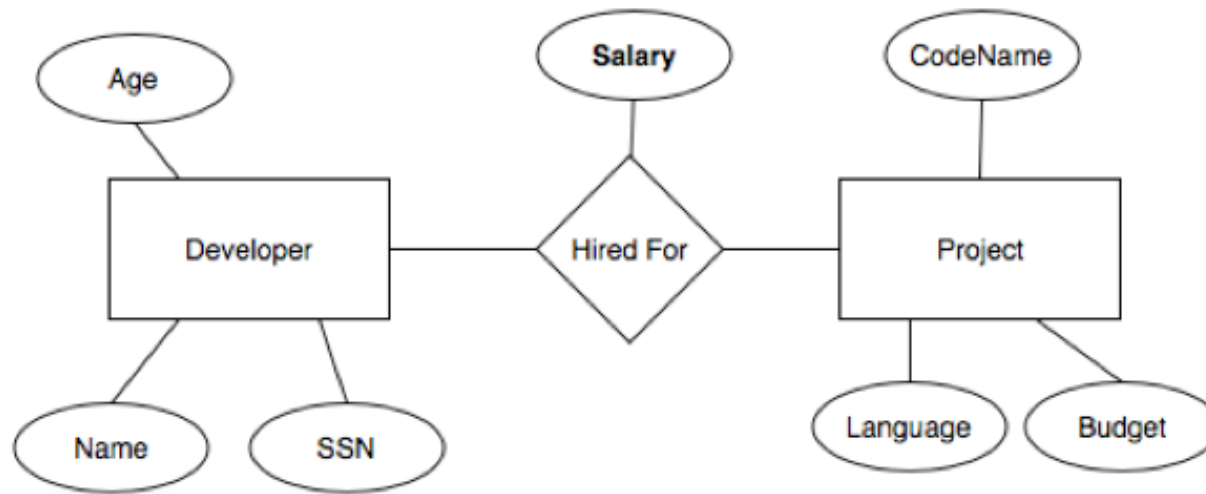 Salary
CodeName
Age
Developer
Hired For
Project
Name
SSN
Language
Budget